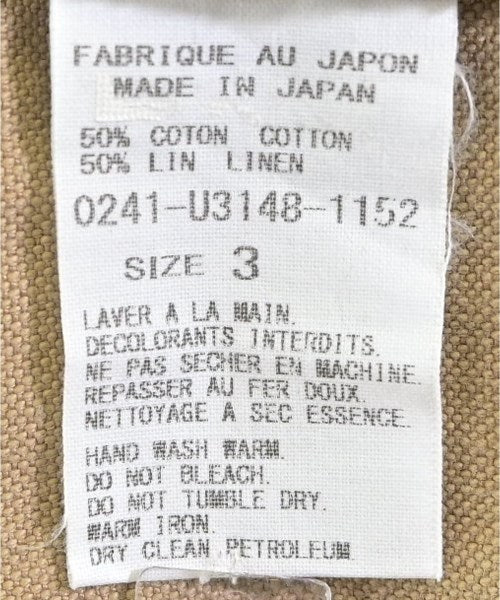 FABRIQUE AU JAPON
MADE IN JAPAN
50% COTON COTTON
50% LIN LINEN
0241-U3148-1152
SIZE 3
LAVER A LA MAIN.
DECOLORANTS INTERDITS.
NE PAS SECHER EN MACHINE.
REPASSER AU FER DOUX.
NETTOYAGE A SEC ESSENCE.
HAND WASH WARM.
DO NOT BLEACH.
DO NOT TUMBLE DRY.
WARM IRON.
DRY CLEAN PETROLEUM